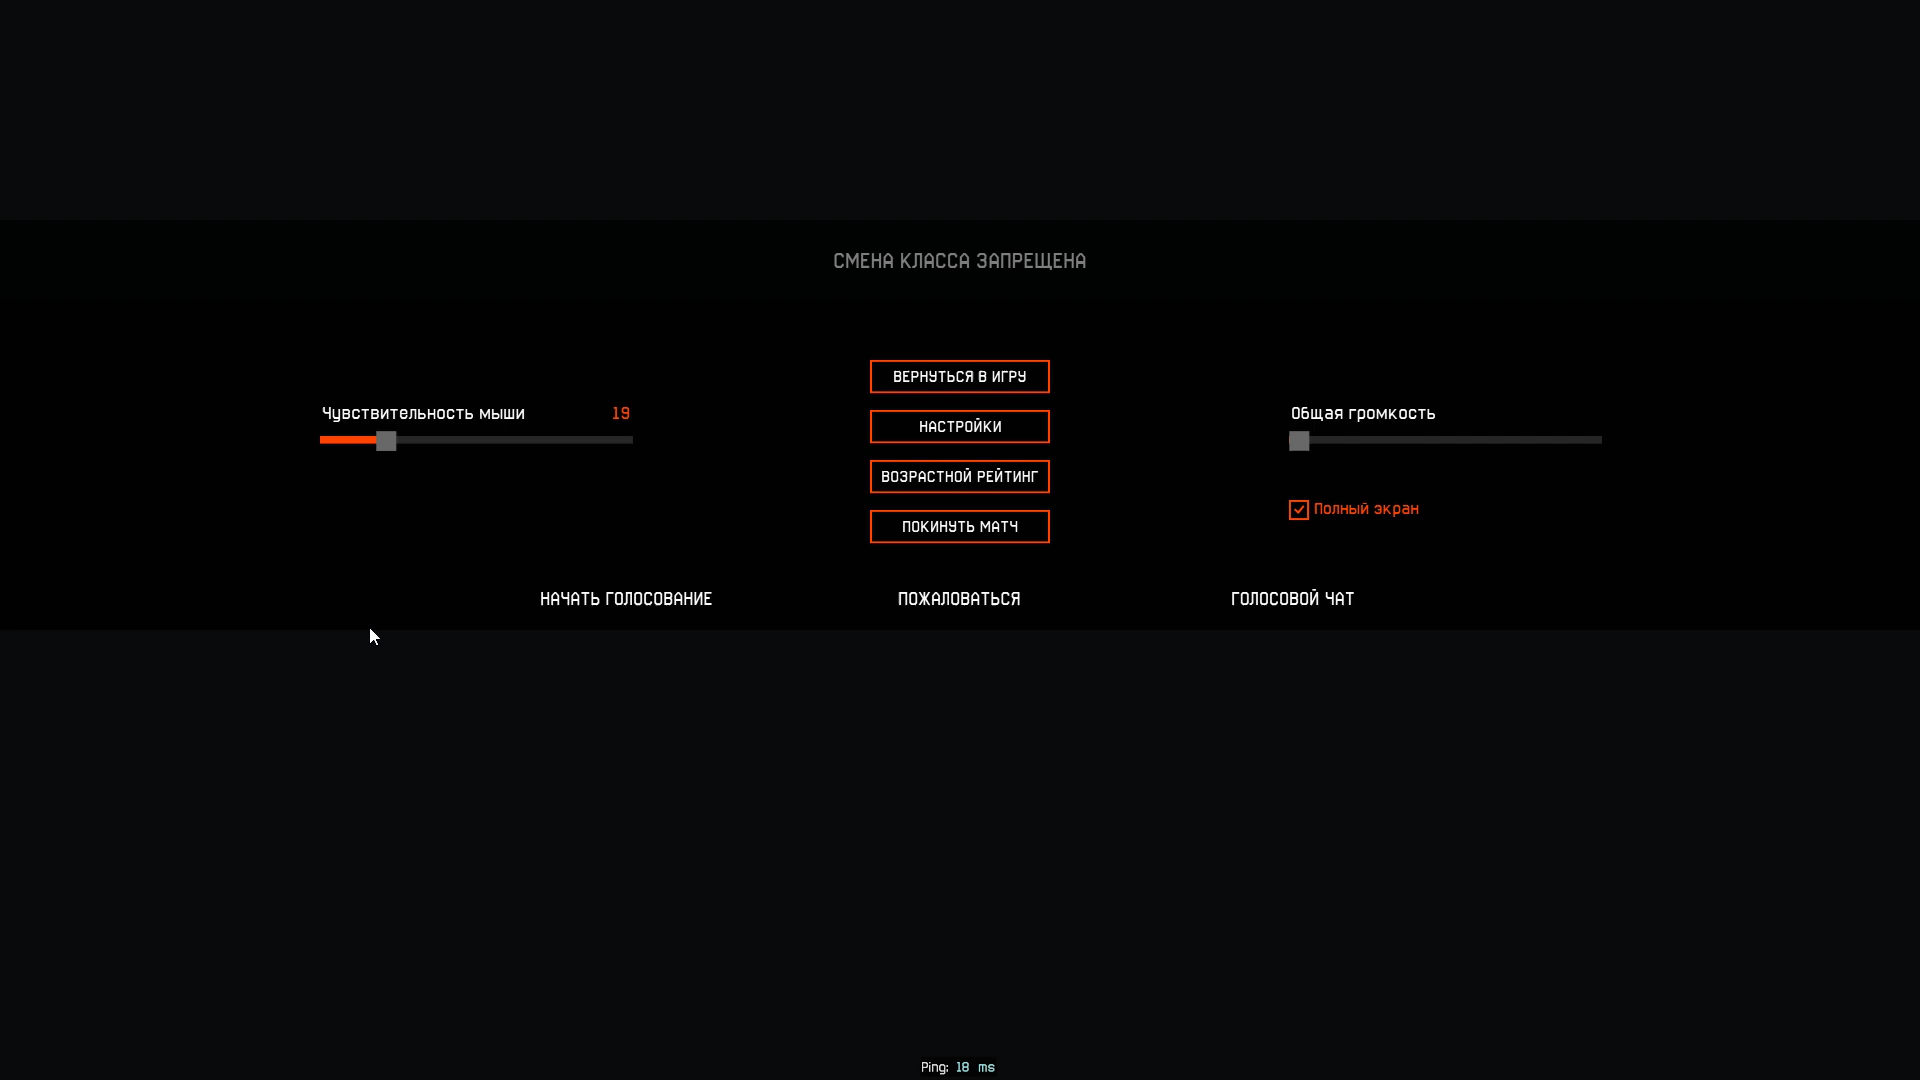 СМЕНА КЛАССА ЗАПРЕЩЕНА
ВЕРНУТЬСЯ В ИГРУ
Чувствительность мыши 19
НАСТРОЙКИ
Общая громкость
ВОЗРАСТНОЙ РЕЙТИНГ
Полный экран
ПОКИНУТЬ МАТЧ
НАЧАТЬ ГОЛОСОВАНИЕ
ПОЖАЛОВАТЬСЯ
ГОЛОСОВОЙ ЧАТ
Ping: 18 ms